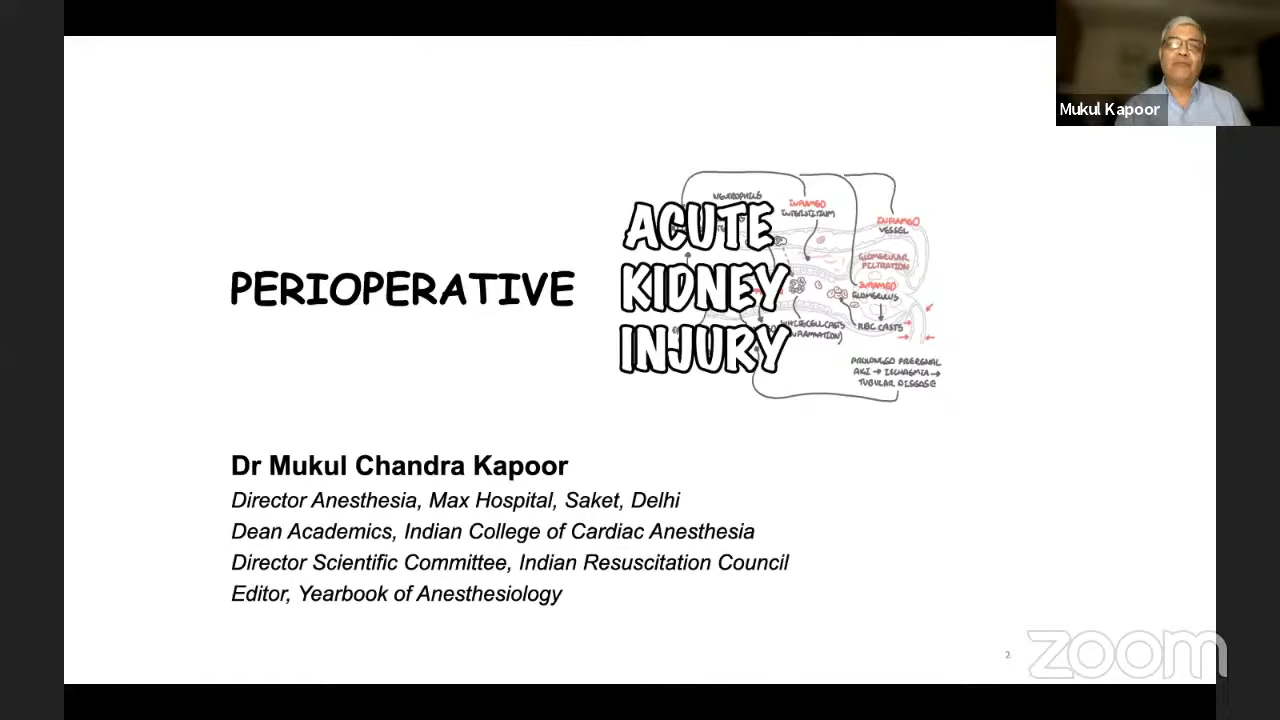 Mukul Kapoor
PERIOPERATIVE
ACUTE
KIDNEY
INJURY
NEUTROPHILS
INFLAMED
INTERSTITIUM
INFLAMED
VESSEL
GLOMERULAR
FILTRATION
INFLAMED
GLOMERULUS
RBC CASTS
PROLONGED PRERENAL
AKI → ISCHAEMIA →
TUBULAR DISEASE
Dr Mukul Chandra Kapoor
Director Anesthesia, Max Hospital, Saket, Delhi
Dean Academics, Indian College of Cardiac Anesthesia
Director Scientific Committee, Indian Resuscitation Council
Editor, Yearbook of Anesthesiology
2
zoom